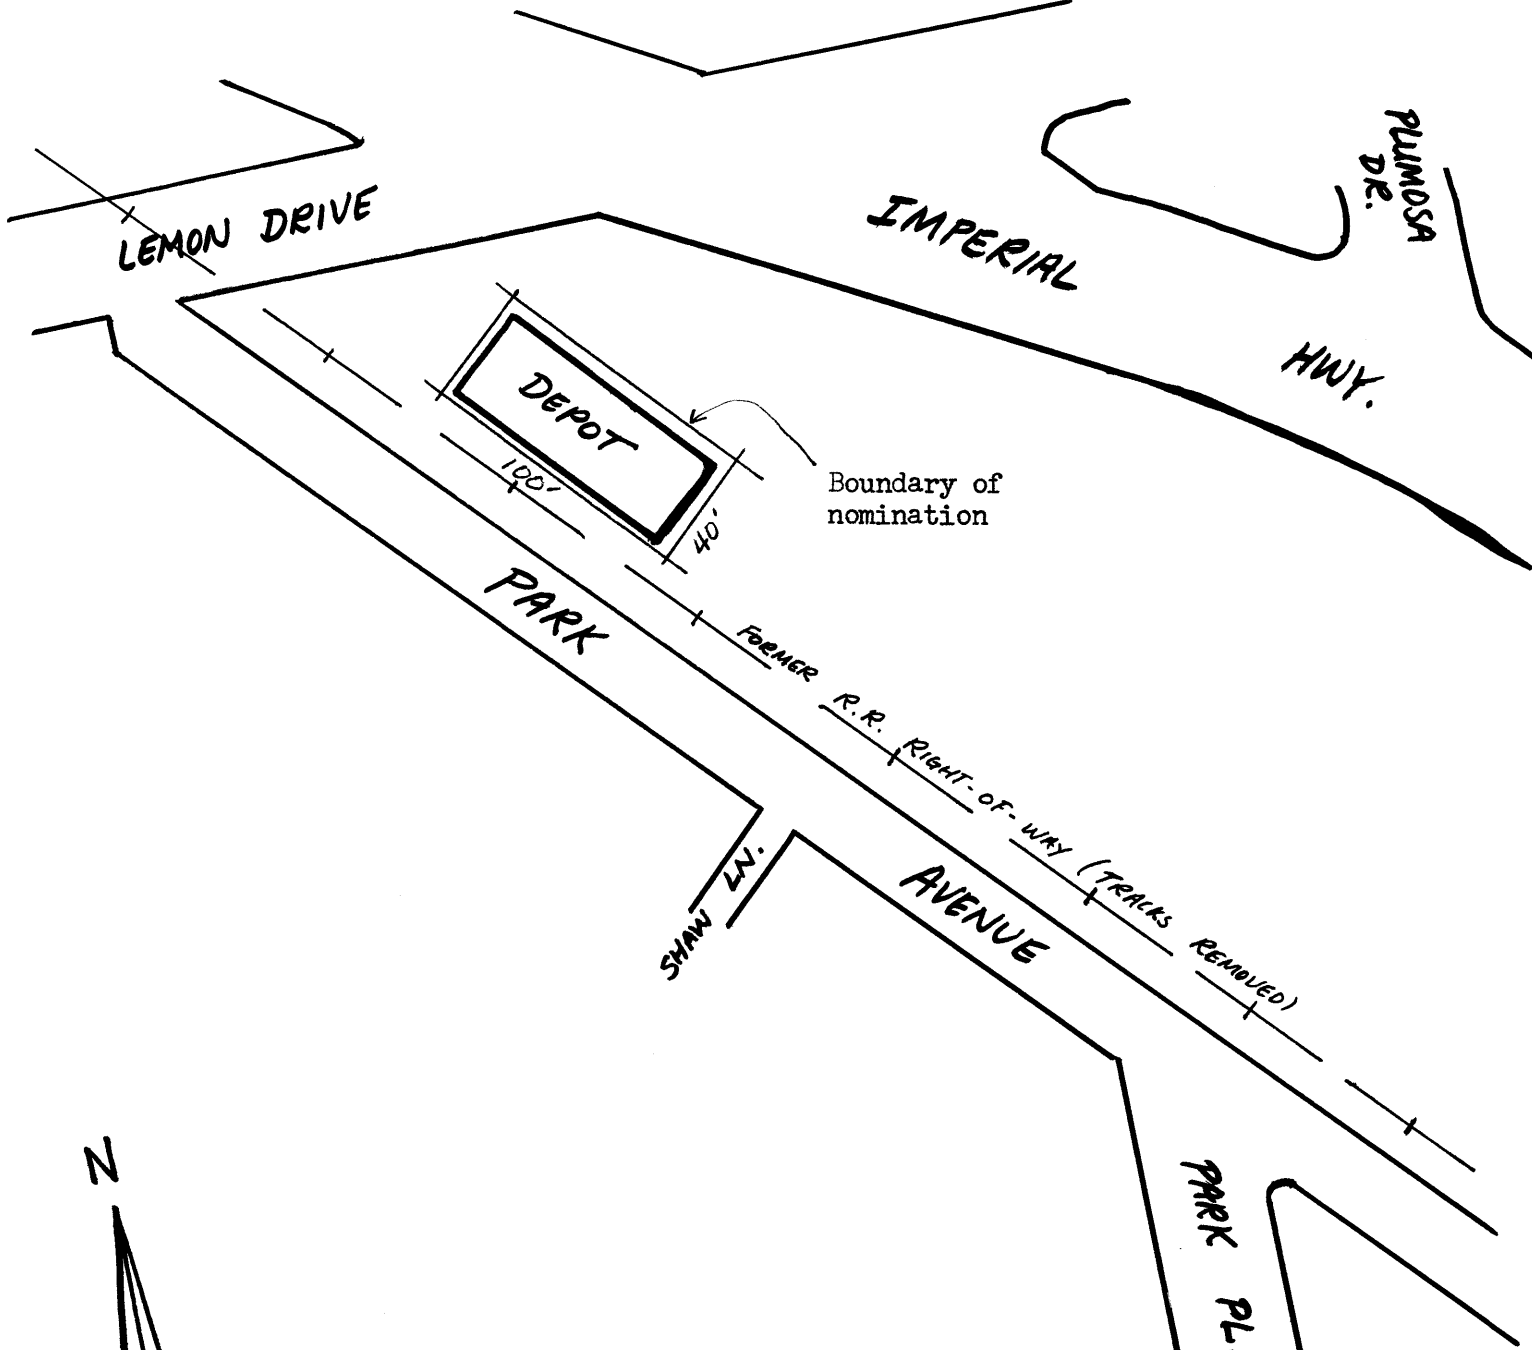 PLUMOSA
DR.
LEMON DRIVE
IMPERIAL
HWY.
DEPOT
100'
40'
Boundary of
nomination
PARK
AVENUE
FORMER R.R. RIGHT-OF-WAY (TRACKS REMOVED)
SHAW LN.
N
PARK PL.